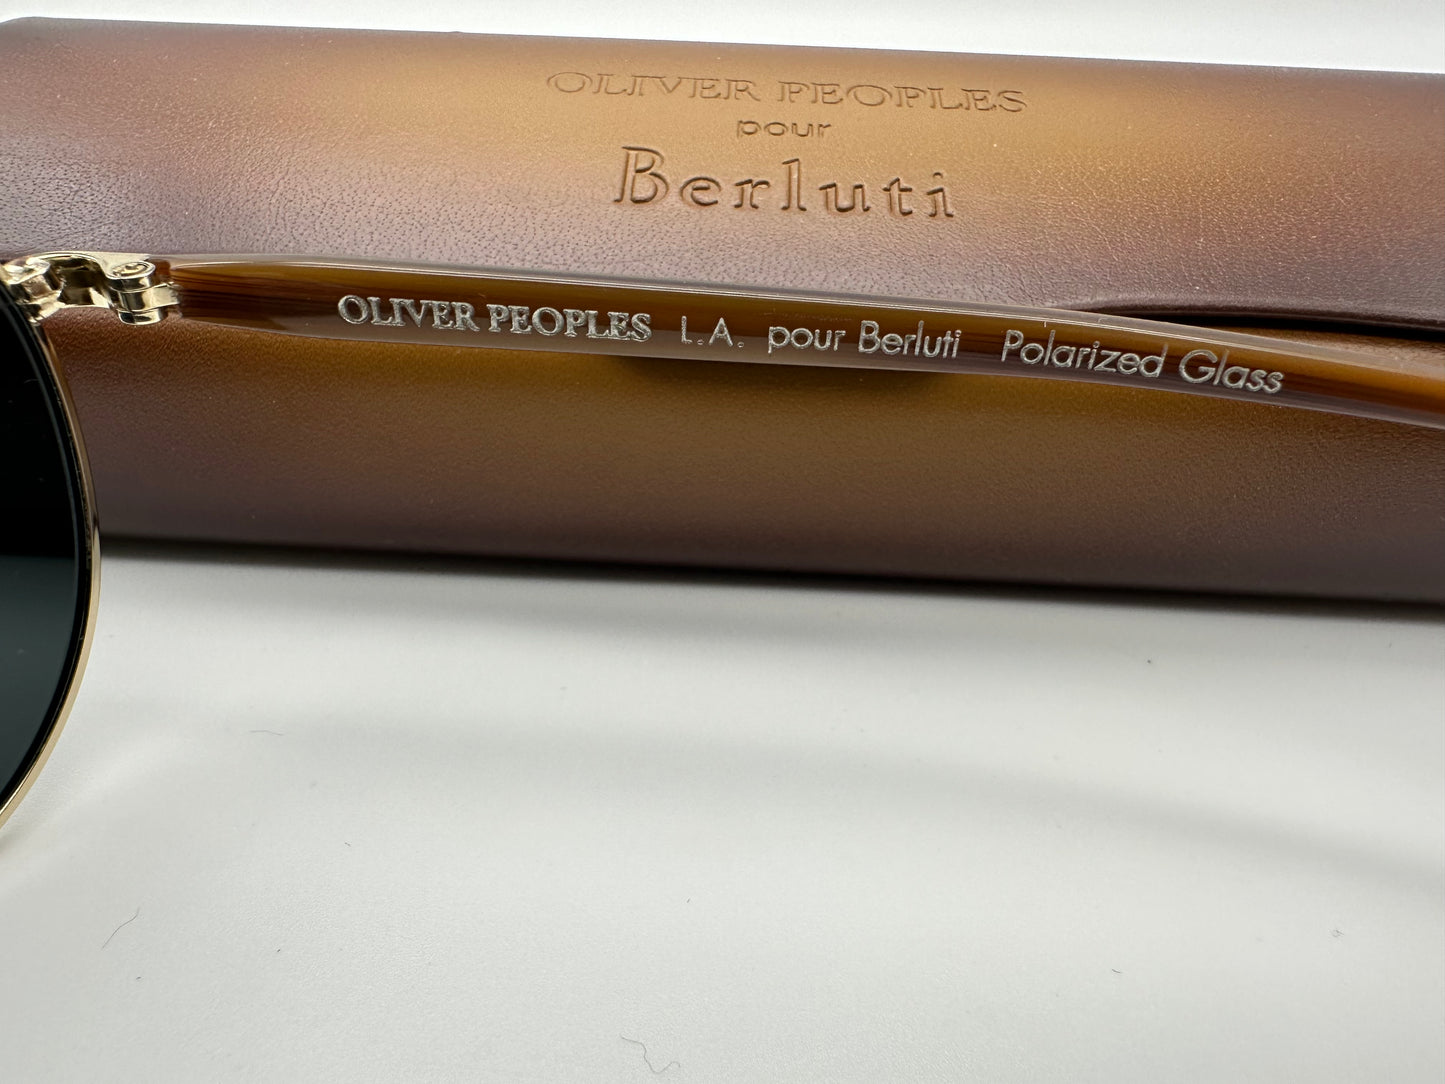 OLIVER PEOPLES
pour
Berluti
OLIVER PEOPLES L.A. pour Berluti Polarized Glass